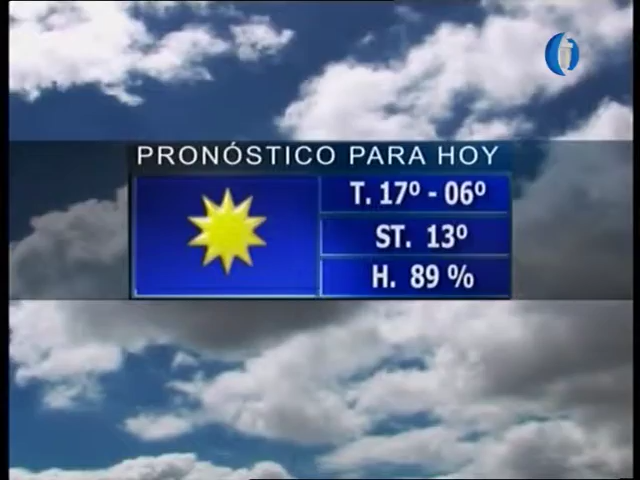 PRONÓSTICO PARA HOY
T. 17º - 06º
ST. 13º
H. 89 %